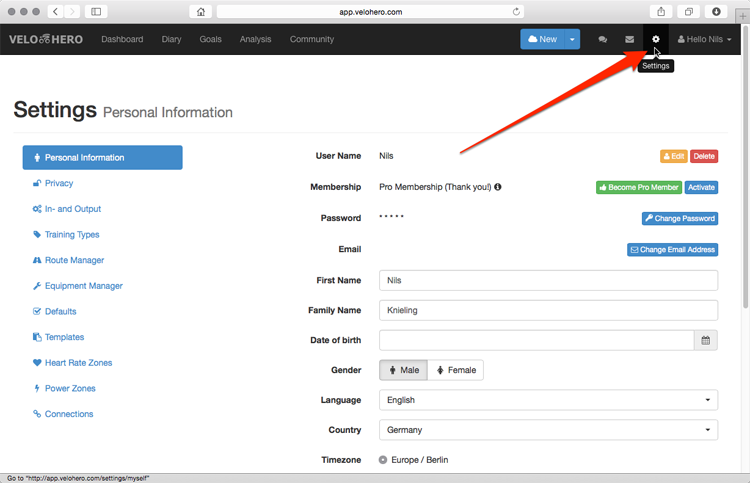 app.velohero.com
VELO HERO Dashboard Diary Goals Analysis Community New Hello Nils
Settings
Settings Personal Information
Personal Information
Privacy
In- and Output
Training Types
Route Manager
Equipment Manager
Defaults
Templates
Heart Rate Zones
Power Zones
Connections
User Name Nils Edit Delete
Membership Pro Membership (Thank you!) Become Pro Member Activate
Password * * * * * Change Password
Email Change Email Address
First Name Nils
Family Name Knieling
Date of birth
Gender Male Female
Language English
Country Germany
Timezone Europe / Berlin
Go to "http://app.velohero.com/settings/myself"